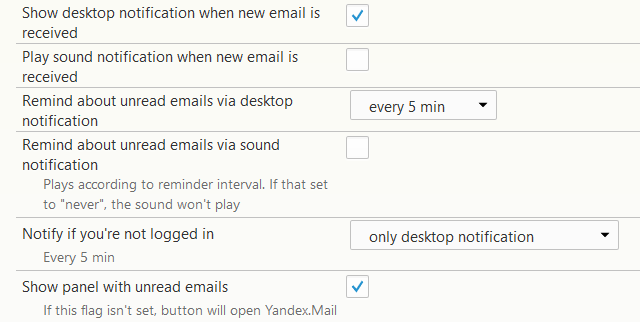 Show desktop notification when new email is
received
Play sound notification when new email is
received
Remind about unread emails via desktop
notification
every 5 min
Remind about unread emails via sound
notification
Plays according to reminder interval. If that set
to "never", the sound won't play
Notify if you're not logged in
only desktop notification
Every 5 min
Show panel with unread emails
If this flag isn't set, button will open Yandex.Mail